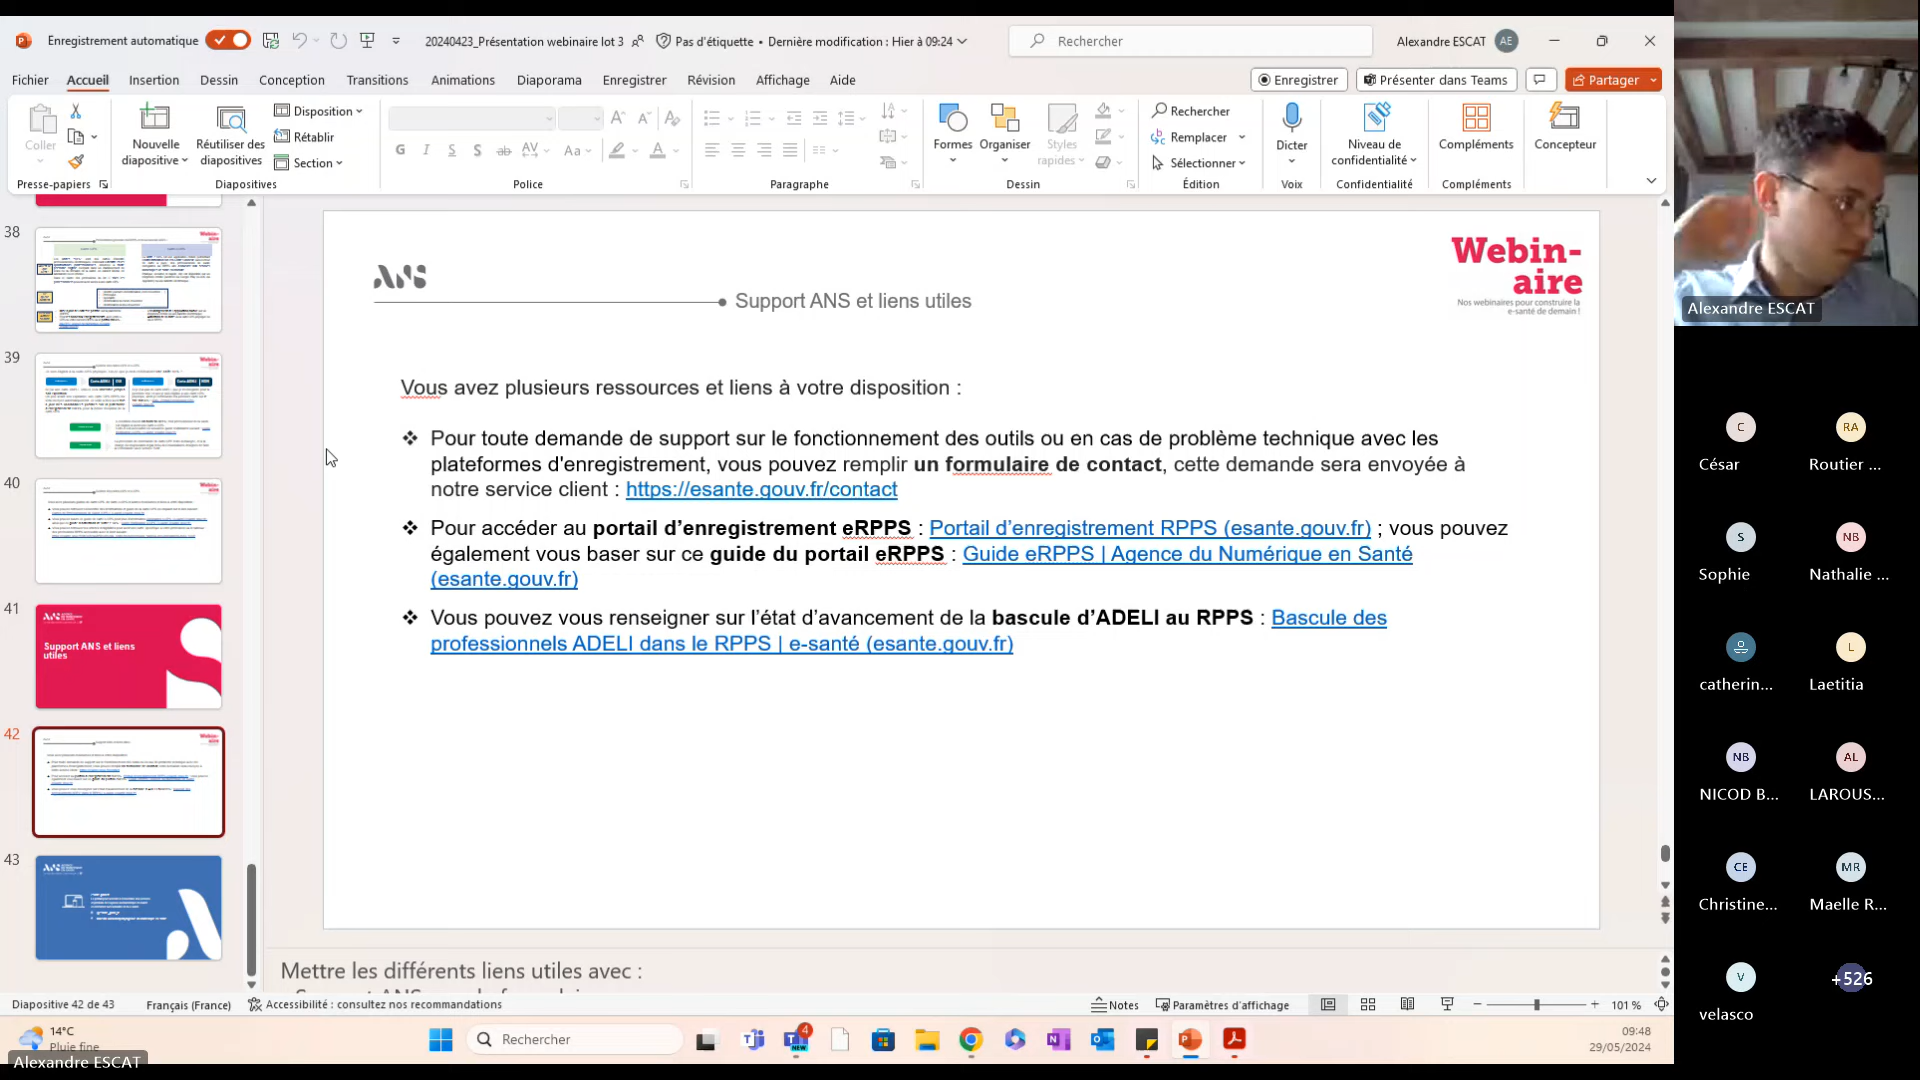 Enregistrement automatique
20240423_Présentation webinaire lot 3
Pas d'étiquette • Dernière modification : Hier à 09:24
Rechercher
Alexandre ESCAT
AE
Fichier
Accueil
Insertion
Dessin
Conception
Transitions
Animations
Diaporama
Enregistrer
Révision
Affichage
Aide
Enregistrer
Présenter dans Teams
Partager
Coller
Nouvelle diapositive
Réutiliser des diapositives
Disposition
Rétablir
Section
Formes
Organiser
Styles rapides
Rechercher
Remplacer
Sélectionner
Dicter
Niveau de confidentialité
Compléments
Concepteur
Presse-papiers
Diapositives
Police
Paragraphe
Dessin
Édition
Voix
Confidentialité
Compléments
38
39
40
41
Support ANS et liens
utiles
42
43
ANS
Support ANS et liens utiles
Webin-
aire
Nos webinaires pour construire la
e-santé de demain !
Vous avez plusieurs ressources et liens à votre disposition :
❖ Pour toute demande de support sur le fonctionnement des outils ou en cas de problème technique avec les
plateformes d'enregistrement, vous pouvez remplir un formulaire de contact, cette demande sera envoyée à
notre service client : https://esante.gouv.fr/contact
❖ Pour accéder au portail d’enregistrement eRPPS : Portail d’enregistrement RPPS (esante.gouv.fr) ; vous pouvez
également vous baser sur ce guide du portail eRPPS : Guide eRPPS | Agence du Numérique en Santé
(esante.gouv.fr)
❖ Vous pouvez vous renseigner sur l’état d’avancement de la bascule d’ADELI au RPPS : Bascule des
professionnels ADELI dans le RPPS | e-santé (esante.gouv.fr)
Mettre les différents liens utiles avec :
Diapositive 42 de 43
Français (France)
Accessibilité : consultez nos recommandations
Notes
Paramètres d'affichage
101 %
14°C
Pluie fine
Rechercher
4
NEW
09:48
29/05/2024
Alexandre ESCAT
Alexandre ESCAT
C
César
RA
Routier ...
S
Sophie
NB
Nathalie ...
catherin...
L
Laetitia
NB
NICOD B...
AL
LAROUS...
CE
Christine...
MR
Maelle R...
V
velasco
+526